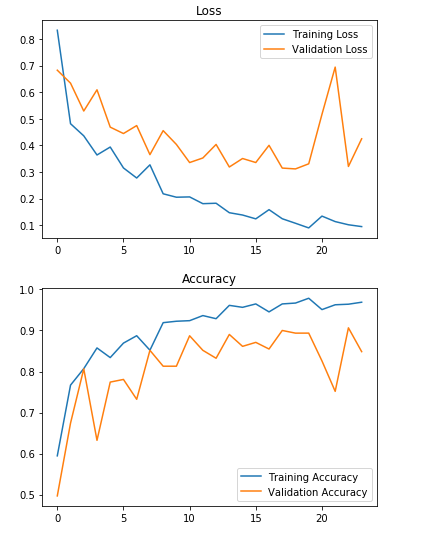 Loss
Training Loss
Validation Loss
0.8
0.7
0.6
0.5
0.4
0.3
0.2
0.1
0 5 10 15 20
Accuracy
1.0
0.9
0.8
0.7
0.6
0.5
Training Accuracy
Validation Accuracy
0 5 10 15 20